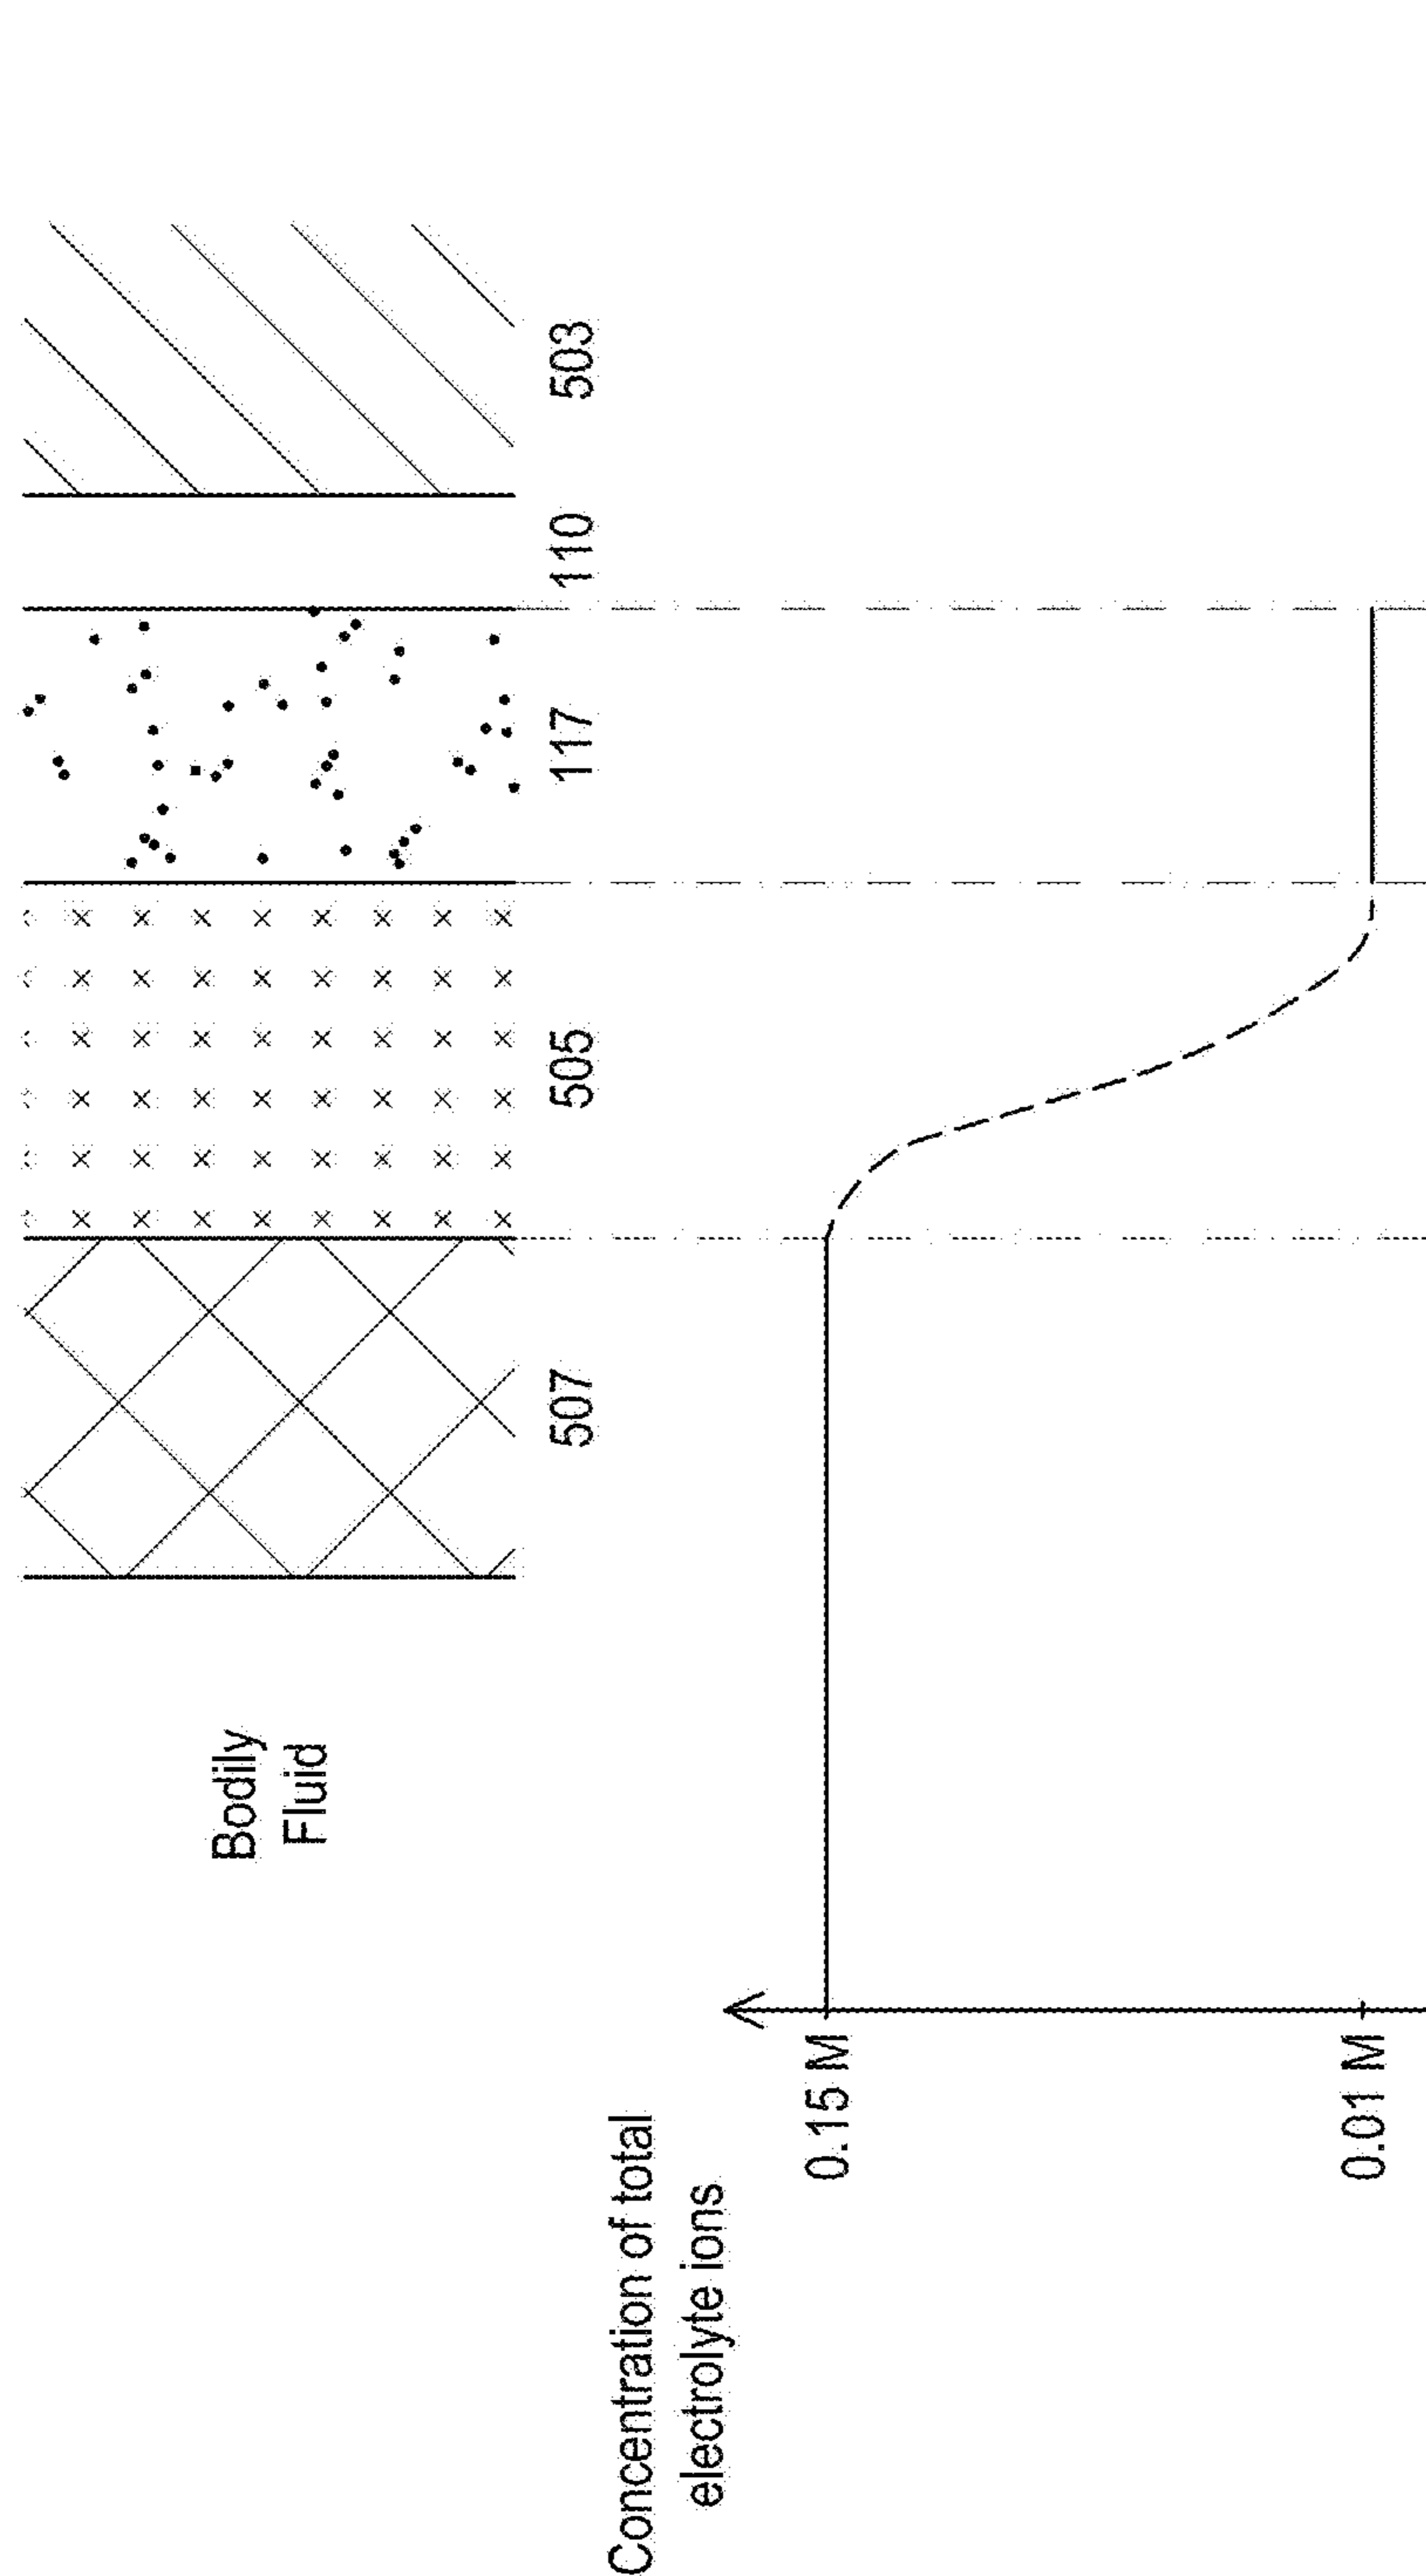 Bodily
Fluid
507
505
117
110
503
Concentration of total
electrolyte ions
0.15 M
0.01 M